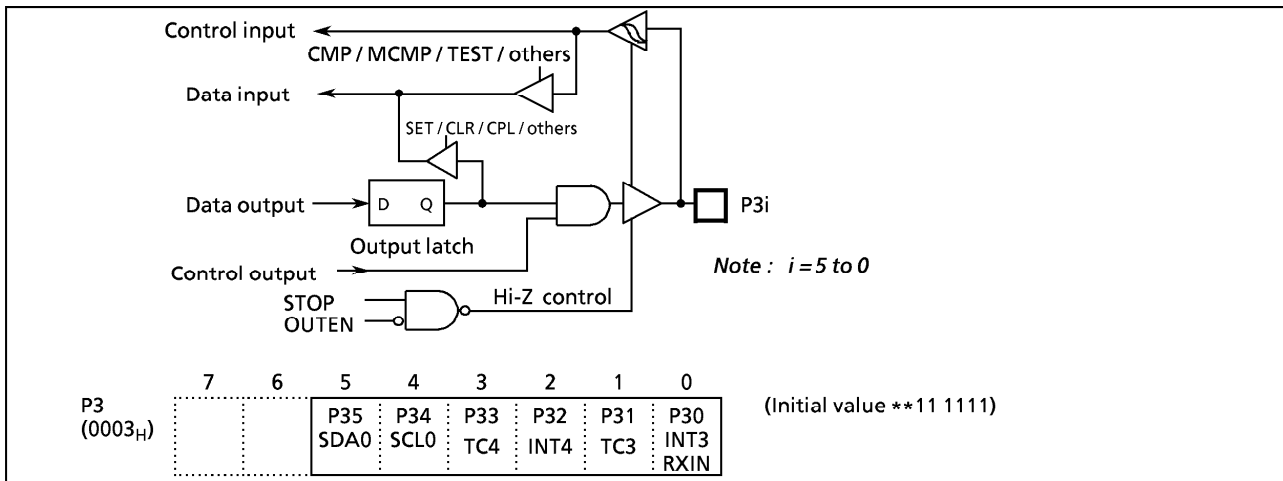 Control input
CMP / MCMP / TEST / others
Data input
SET / CLR / CPL / others
Data output
D Q
P3i
Output latch
Control output
Note : i = 5 to 0
STOP
OUTEN
Hi-Z control
7 6 5 4 3 2 1 0
P3
(0003H)
P35 P34 P33 P32 P31 P30
SDA0 SCL0 TC4 INT4 TC3 INT3
RXIN
(Initial value **11 1111)